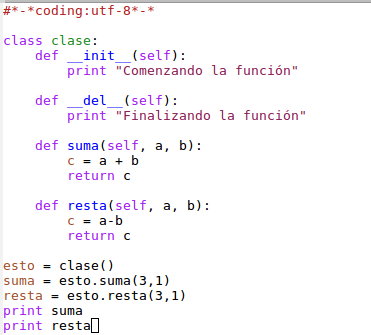 #*-*coding:utf-8*-*
class clase:
def __init__(self):
print "Comenzando la función"
def __del__(self):
print "Finalizando la función"
def suma(self, a, b):
c = a + b
return c
def resta(self, a, b):
c = a-b
return c
esto = clase()
suma = esto.suma(3,1)
resta = esto.resta(3,1)
print suma
print resta